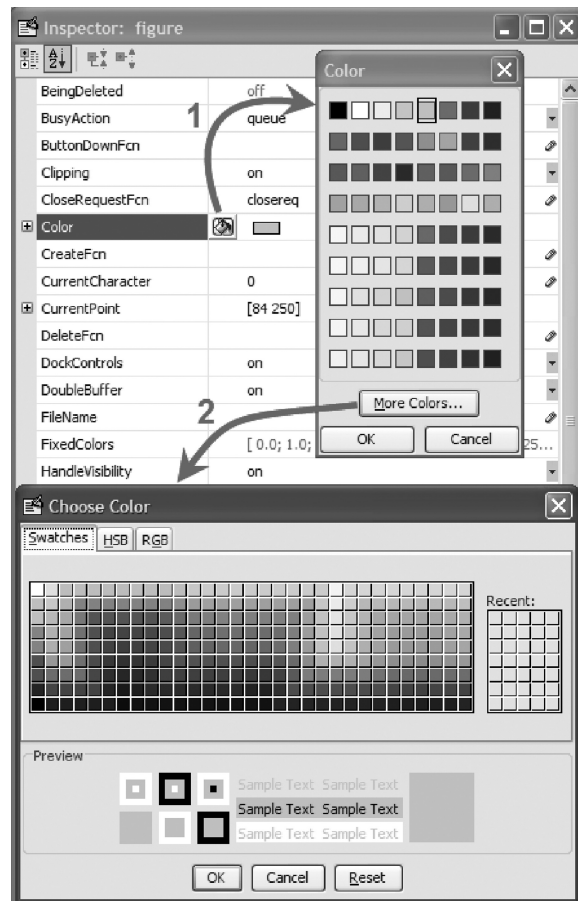 Inspector: figure
BeingDeleted off
BusyAction queue
ButtonDownFcn
Clipping on
CloseRequestFcn closereq
Color
CreateFcn
CurrentCharacter 0
CurrentPoint [84 250]
DeleteFcn
DockControls on
DoubleBuffer on
FileName
FixedColors [ 0.0; 1.0; 25...
HandleVisibility on
1
Color
More Colors...
OK Cancel
2
Choose Color
Swatches HSB RGB
Recent:
Preview
Sample Text Sample Text
Sample Text Sample Text
Sample Text Sample Text
OK Cancel Reset